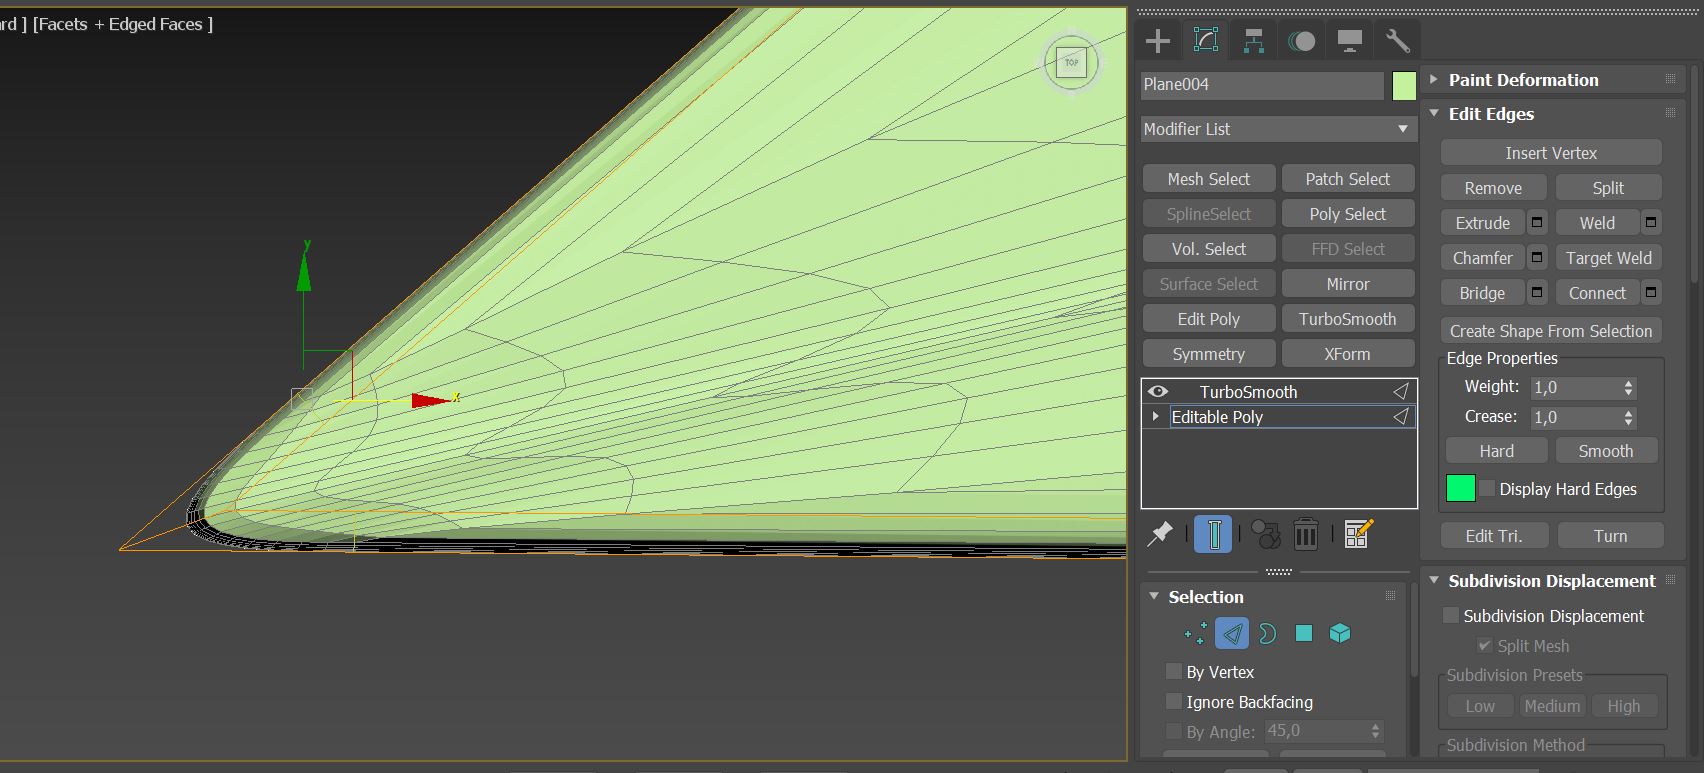 ard ] [Facets + Edged Faces ]
TOP
y
x
Plane004
Modifier List
Mesh Select
Patch Select
SplineSelect
Poly Select
Vol. Select
FFD Select
Surface Select
Mirror
Edit Poly
TurboSmooth
Symmetry
XForm
TurboSmooth
Editable Poly
Selection
By Vertex
Ignore Backfacing
By Angle: 45,0
Paint Deformation
Edit Edges
Insert Vertex
Remove
Split
Extrude
Weld
Chamfer
Target Weld
Bridge
Connect
Create Shape From Selection
Edge Properties
Weight: 1,0
Crease: 1,0
Hard
Smooth
Display Hard Edges
Edit Tri.
Turn
Subdivision Displacement
Subdivision Displacement
Split Mesh
Subdivision Presets
Low
Medium
High
Subdivision Method